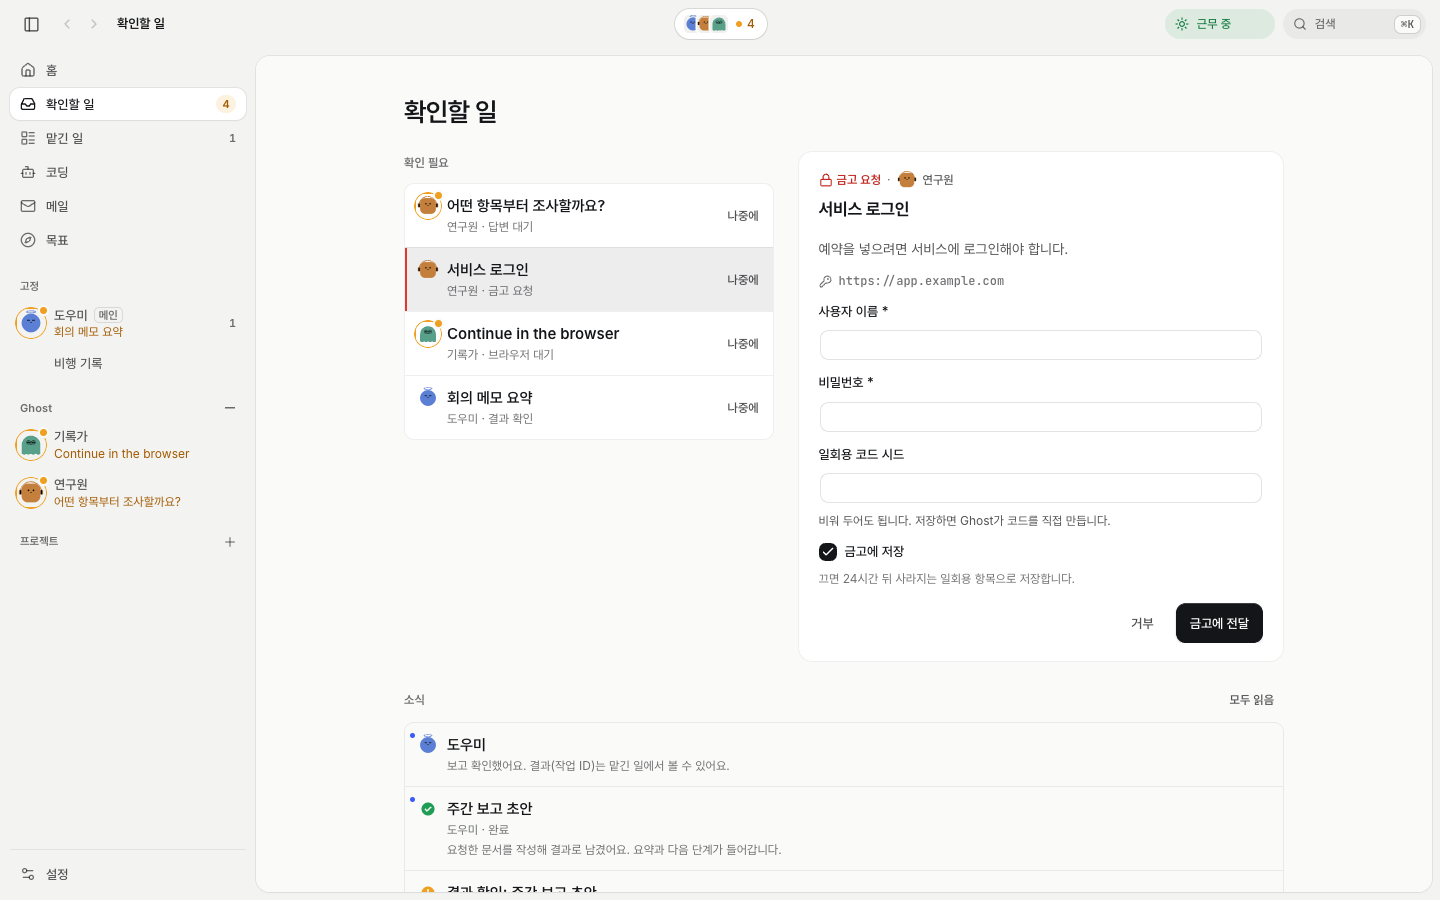 확인할 일
4
근무 중
검색
⌘K
홈
확인할 일
4
맡긴 일
1
코딩
메일
목표
고정
도우미
메인
회의 메모 요약
1
비행 기록
Ghost
기록가
Continue in the browser
연구원
어떤 항목부터 조사할까요?
프로젝트
설정
확인할 일
확인 필요
어떤 항목부터 조사할까요?
연구원 · 답변 대기
나중에
서비스 로그인
연구원 · 금고 요청
나중에
Continue in the browser
기록가 · 브라우저 대기
나중에
회의 메모 요약
도우미 · 결과 확인
나중에
금고 요청 · 연구원
서비스 로그인
예약을 넣으려면 서비스에 로그인해야 합니다.
https://app.example.com
사용자 이름 *
비밀번호 *
일회용 코드 시드
비워 두어도 됩니다. 저장하면 Ghost가 코드를 직접 만듭니다.
금고에 저장
끄면 24시간 뒤 사라지는 일회용 항목으로 저장합니다.
거부
금고에 전달
소식
모두 읽음
도우미
보고 확인했어요. 결과(작업 ID)는 맡긴 일에서 볼 수 있어요.
주간 보고 초안
도우미 · 완료
요청한 문서를 작성해 결과로 남겼어요. 요약과 다음 단계가 들어갑니다.
결과 확인: 주간 보고 초안